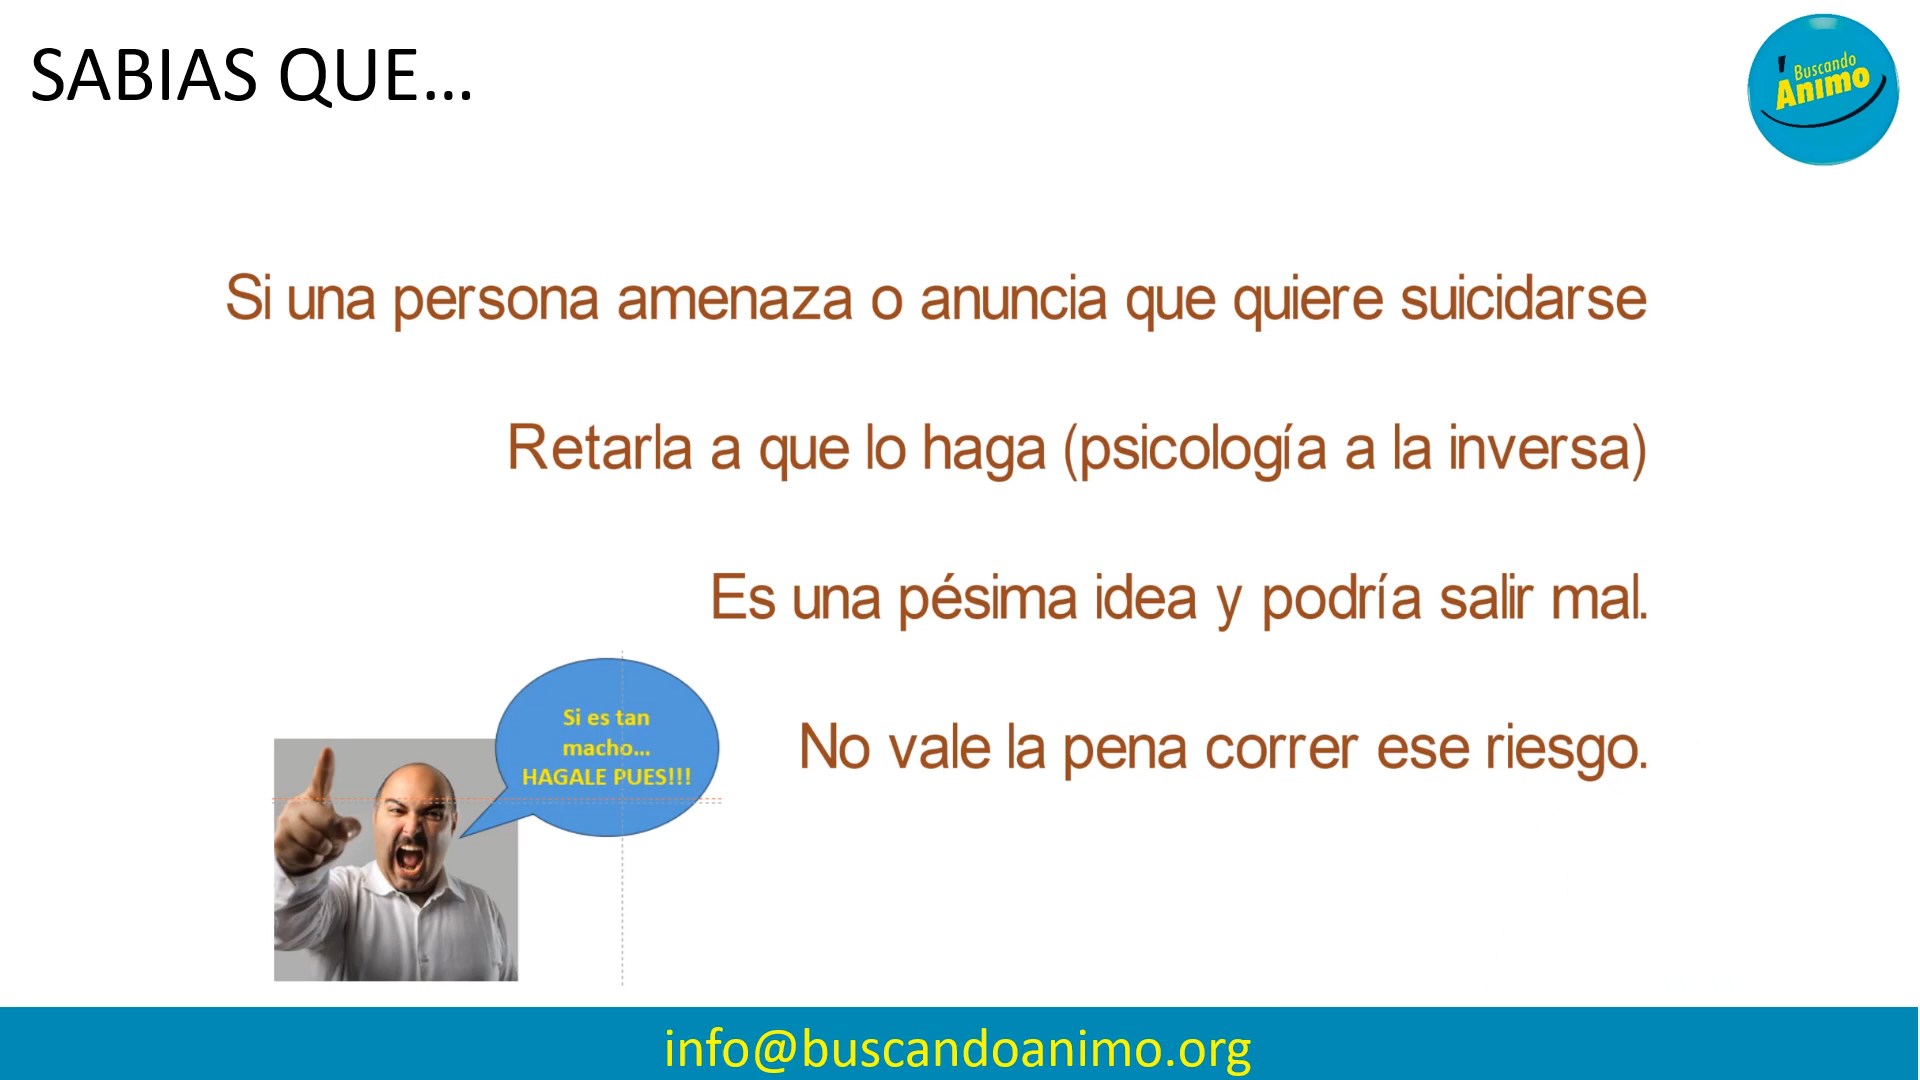 SABIAS QUE...
Buscando
Animo
Si una persona amenaza o anuncia que quiere suicidarse
Retarla a que lo haga (psicología a la inversa)
Es una pésima idea y podría salir mal.
No vale la pena correr ese riesgo.
Si es tan
macho...
HAGALE PUES!!!
info@buscandoanimo.org